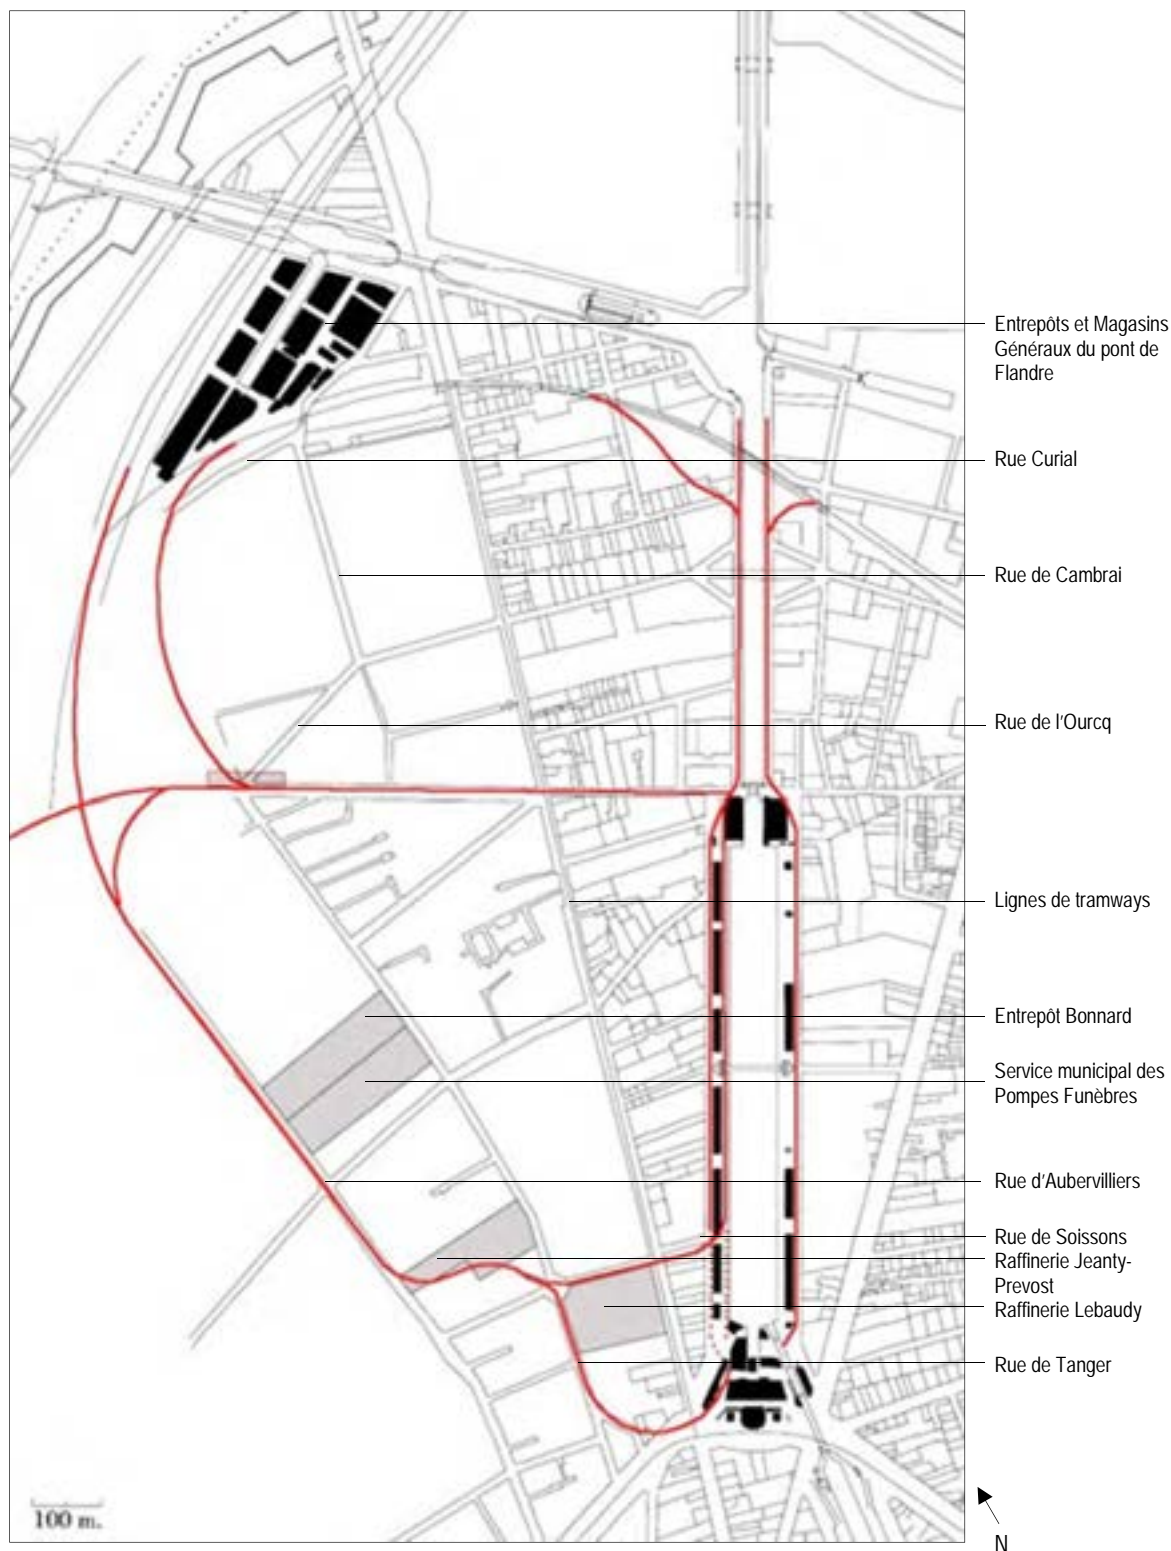 Entrepôts et Magasins
Généraux du pont de
Flandre
Rue Curial
Rue de Cambrai
Rue de l'Ourcq
Lignes de tramways
Entrepôt Bonnard
Service municipal des
Pompes Funèbres
Rue d'Aubervilliers
Rue de Soissons
Raffinerie Jeanty-
Prevost
Raffinerie Lebaudy
Rue de Tanger
100 m.
N